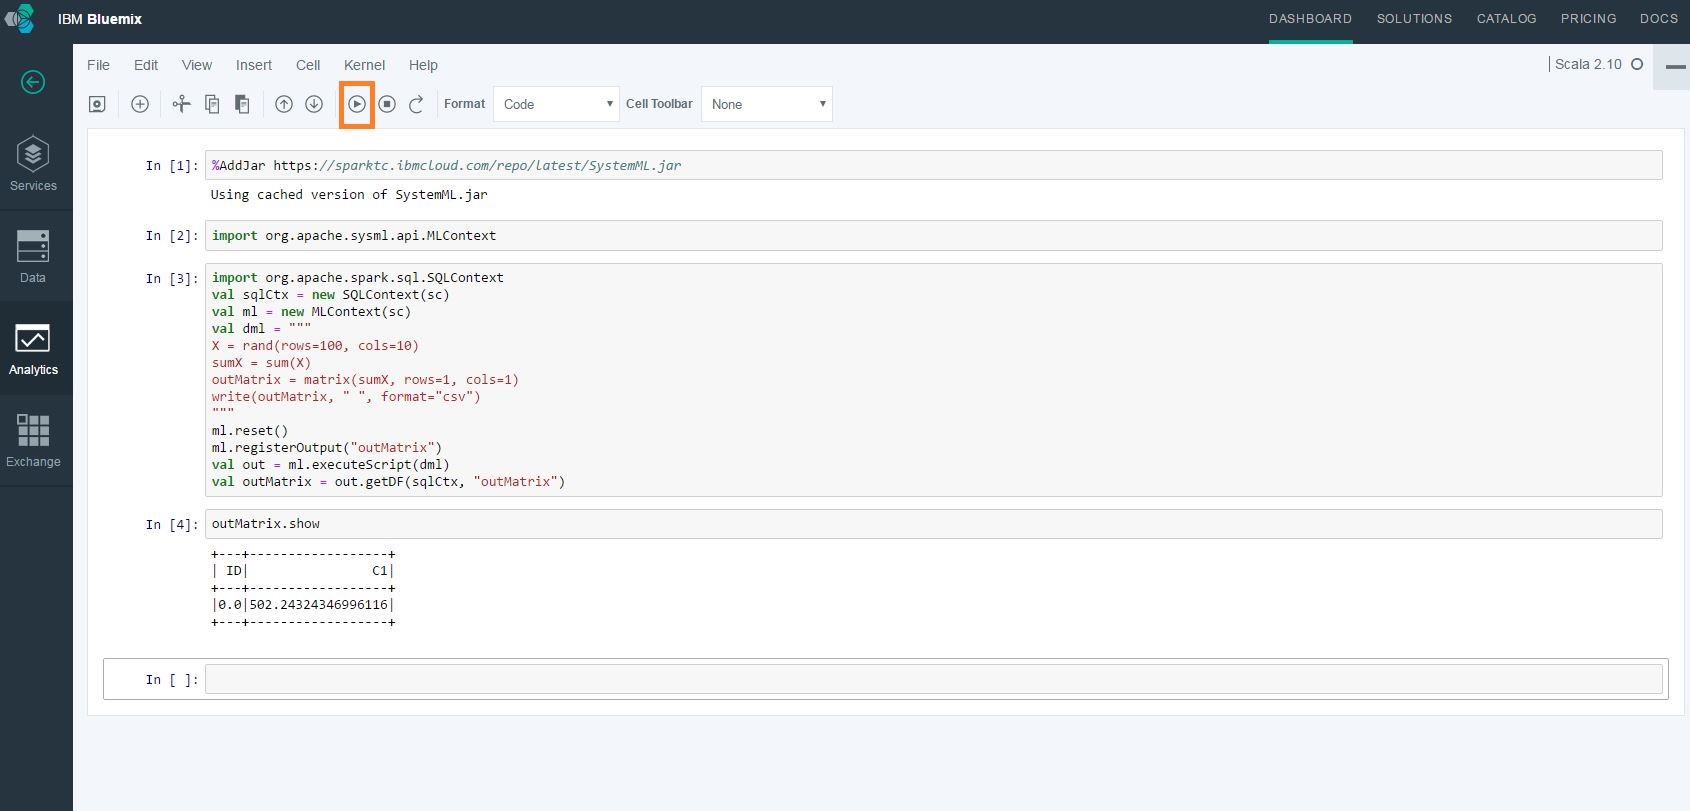 IBM Bluemix
DASHBOARD SOLUTIONS CATALOG PRICING DOCS
File Edit View Insert Cell Kernel Help
Scala 2.10
Format Code Cell Toolbar None
Services
Data
Analytics
Exchange
In [1]: %AddJar https://sparktc.ibmcloud.com/repo/latest/SystemML.jar
Using cached version of SystemML.jar
In [2]: import org.apache.sysml.api.MLContext
In [3]: import org.apache.spark.sql.SQLContext
val sqlCtx = new SQLContext(sc)
val ml = new MLContext(sc)
val dml = """
X = rand(rows=100, cols=10)
sumX = sum(X)
outMatrix = matrix(sumX, rows=1, cols=1)
write(outMatrix, " ", format="csv")
"""
ml.reset()
ml.registerOutput("outMatrix")
val out = ml.executeScript(dml)
val outMatrix = out.getDF(sqlCtx, "outMatrix")
In [4]: outMatrix.show
+---+------------------+
| ID|                C1|
+---+------------------+
|0.0|502.24324346996116|
+---+------------------+
In [ ]: